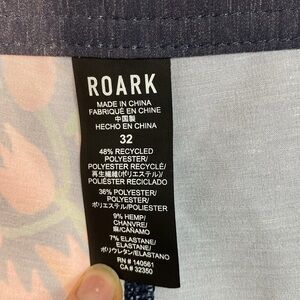 ROARK
MADE IN CHINA
FABRIQUÉ EN CHINE
中国製
HECHO EN CHINA
32
48% RECYCLED
POLYESTER/
POLYESTER RECYCLÉ/
再生繊維(ポリエステル)/
POLIÉSTER RECICLADO
36% POLYESTER/
POLYESTER/
ポリエステル/POLIESTER
9% HEMP/
CHANVRE/
麻/CÁÑAMO
7% ELASTANE/
ÉLASTANE/
ポリウレタン/ELASTANO
RN # 140561
CA# 32350